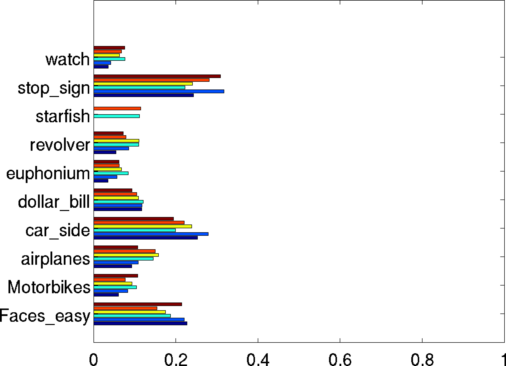 watch
stop_sign
starfish
revolver
euphonium
dollar_bill
car_side
airplanes
Motorbikes
Faces_easy
0 0.2 0.4 0.6 0.8 1